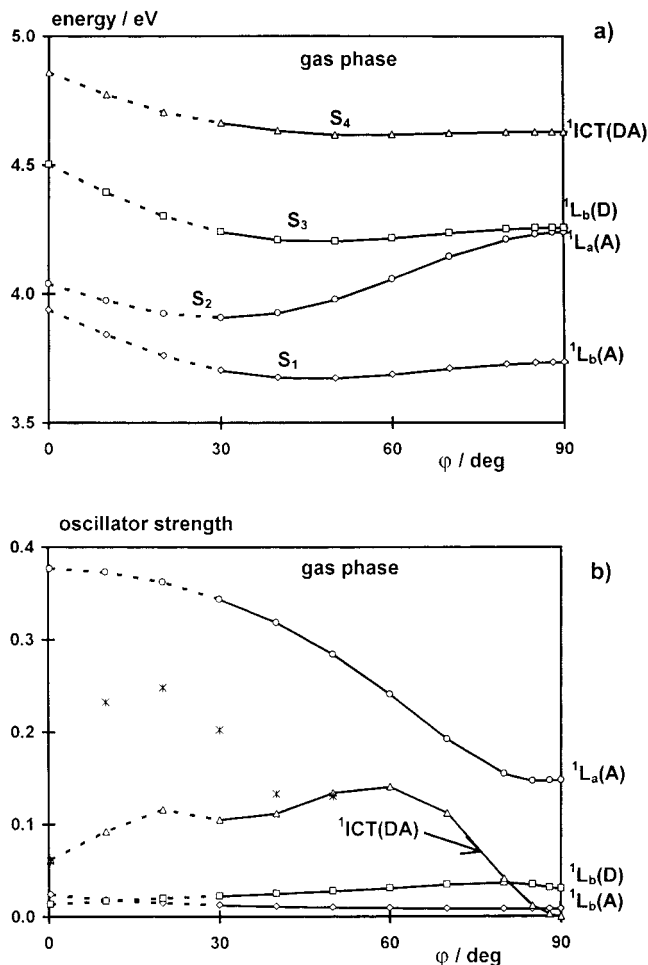 energy / eV
a)
5.0
gas phase
S4
¹ICT(DA)
4.5
¹Lb(D)
S3
¹La(A)
4.0
S2
¹Lb(A)
S1
3.5
0 30 60 90
φ / deg
oscillator strength
b)
0.4
gas phase
0.3
0.2
¹La(A)
0.1
¹ICT(DA)
¹Lb(D)
¹Lb(A)
0.0
0 30 60 90
φ / deg